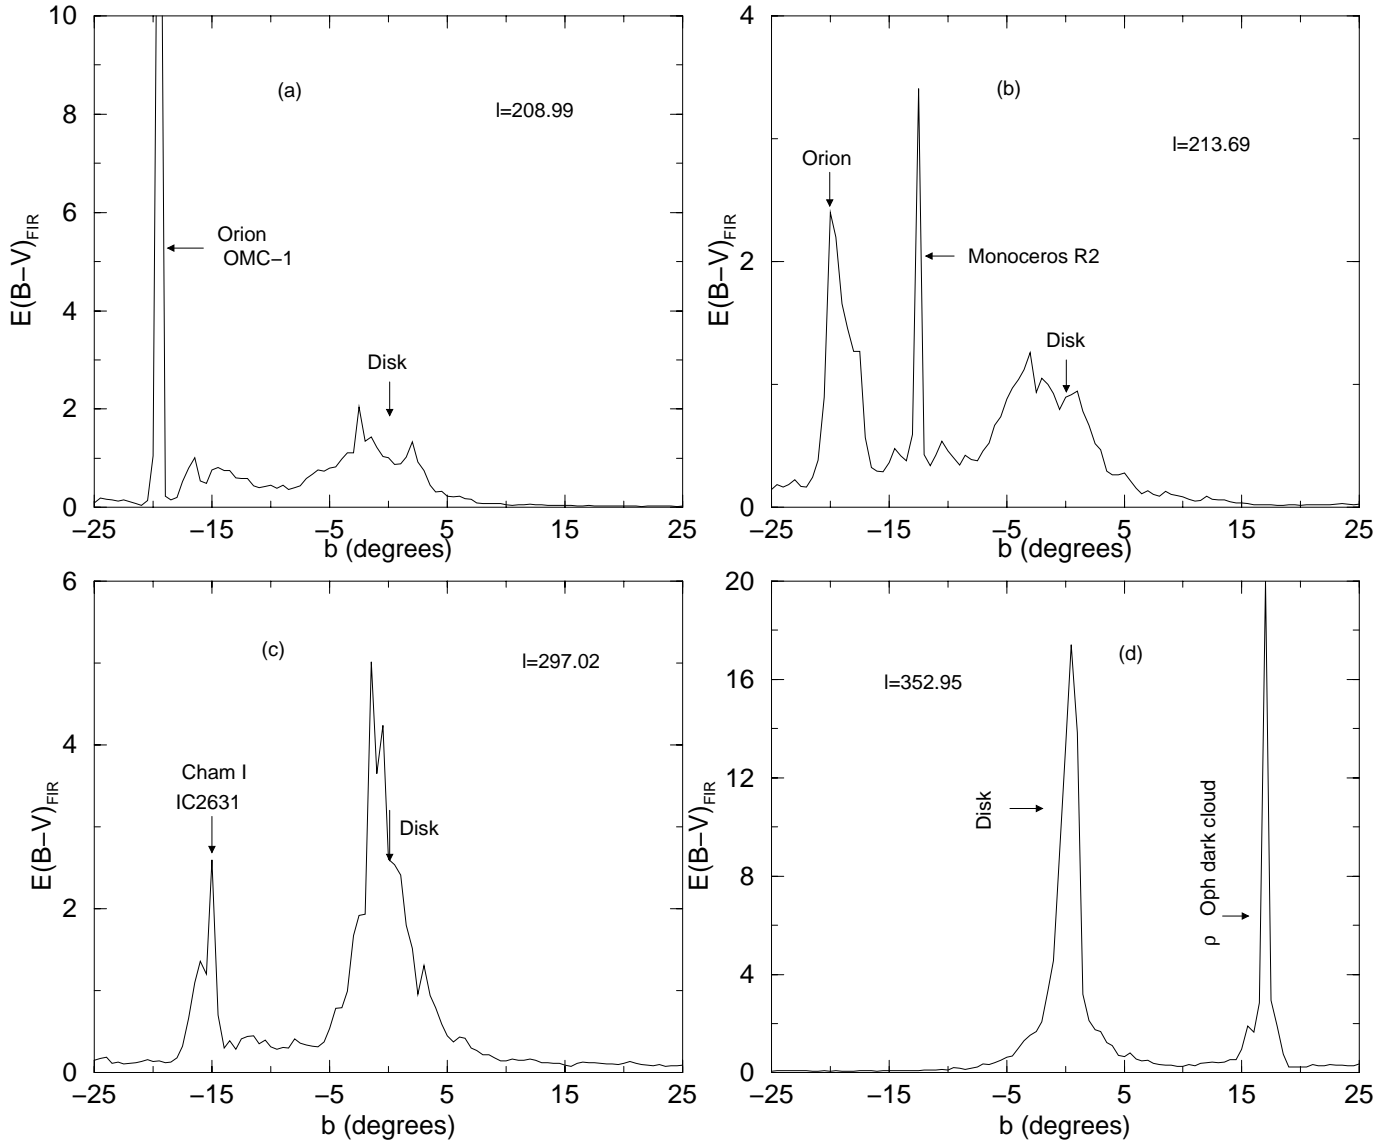 10
8
6
4
2
0
−25
−15
−5
5
15
25
b (degrees)
E(B−V)FIR
(a)
l=208.99
Orion
OMC−1
Disk
4
2
0
−25
−15
−5
5
15
25
b (degrees)
E(B−V)FIR
(b)
l=213.69
Orion
Monoceros R2
Disk
6
4
2
0
−25
−15
−5
5
15
25
b (degrees)
E(B−V)FIR
(c)
l=297.02
Cham I
IC2631
Disk
20
16
12
8
4
0
−25
−15
−5
5
15
25
b (degrees)
E(B−V)FIR
(d)
l=352.95
Disk
ρ Oph dark cloud